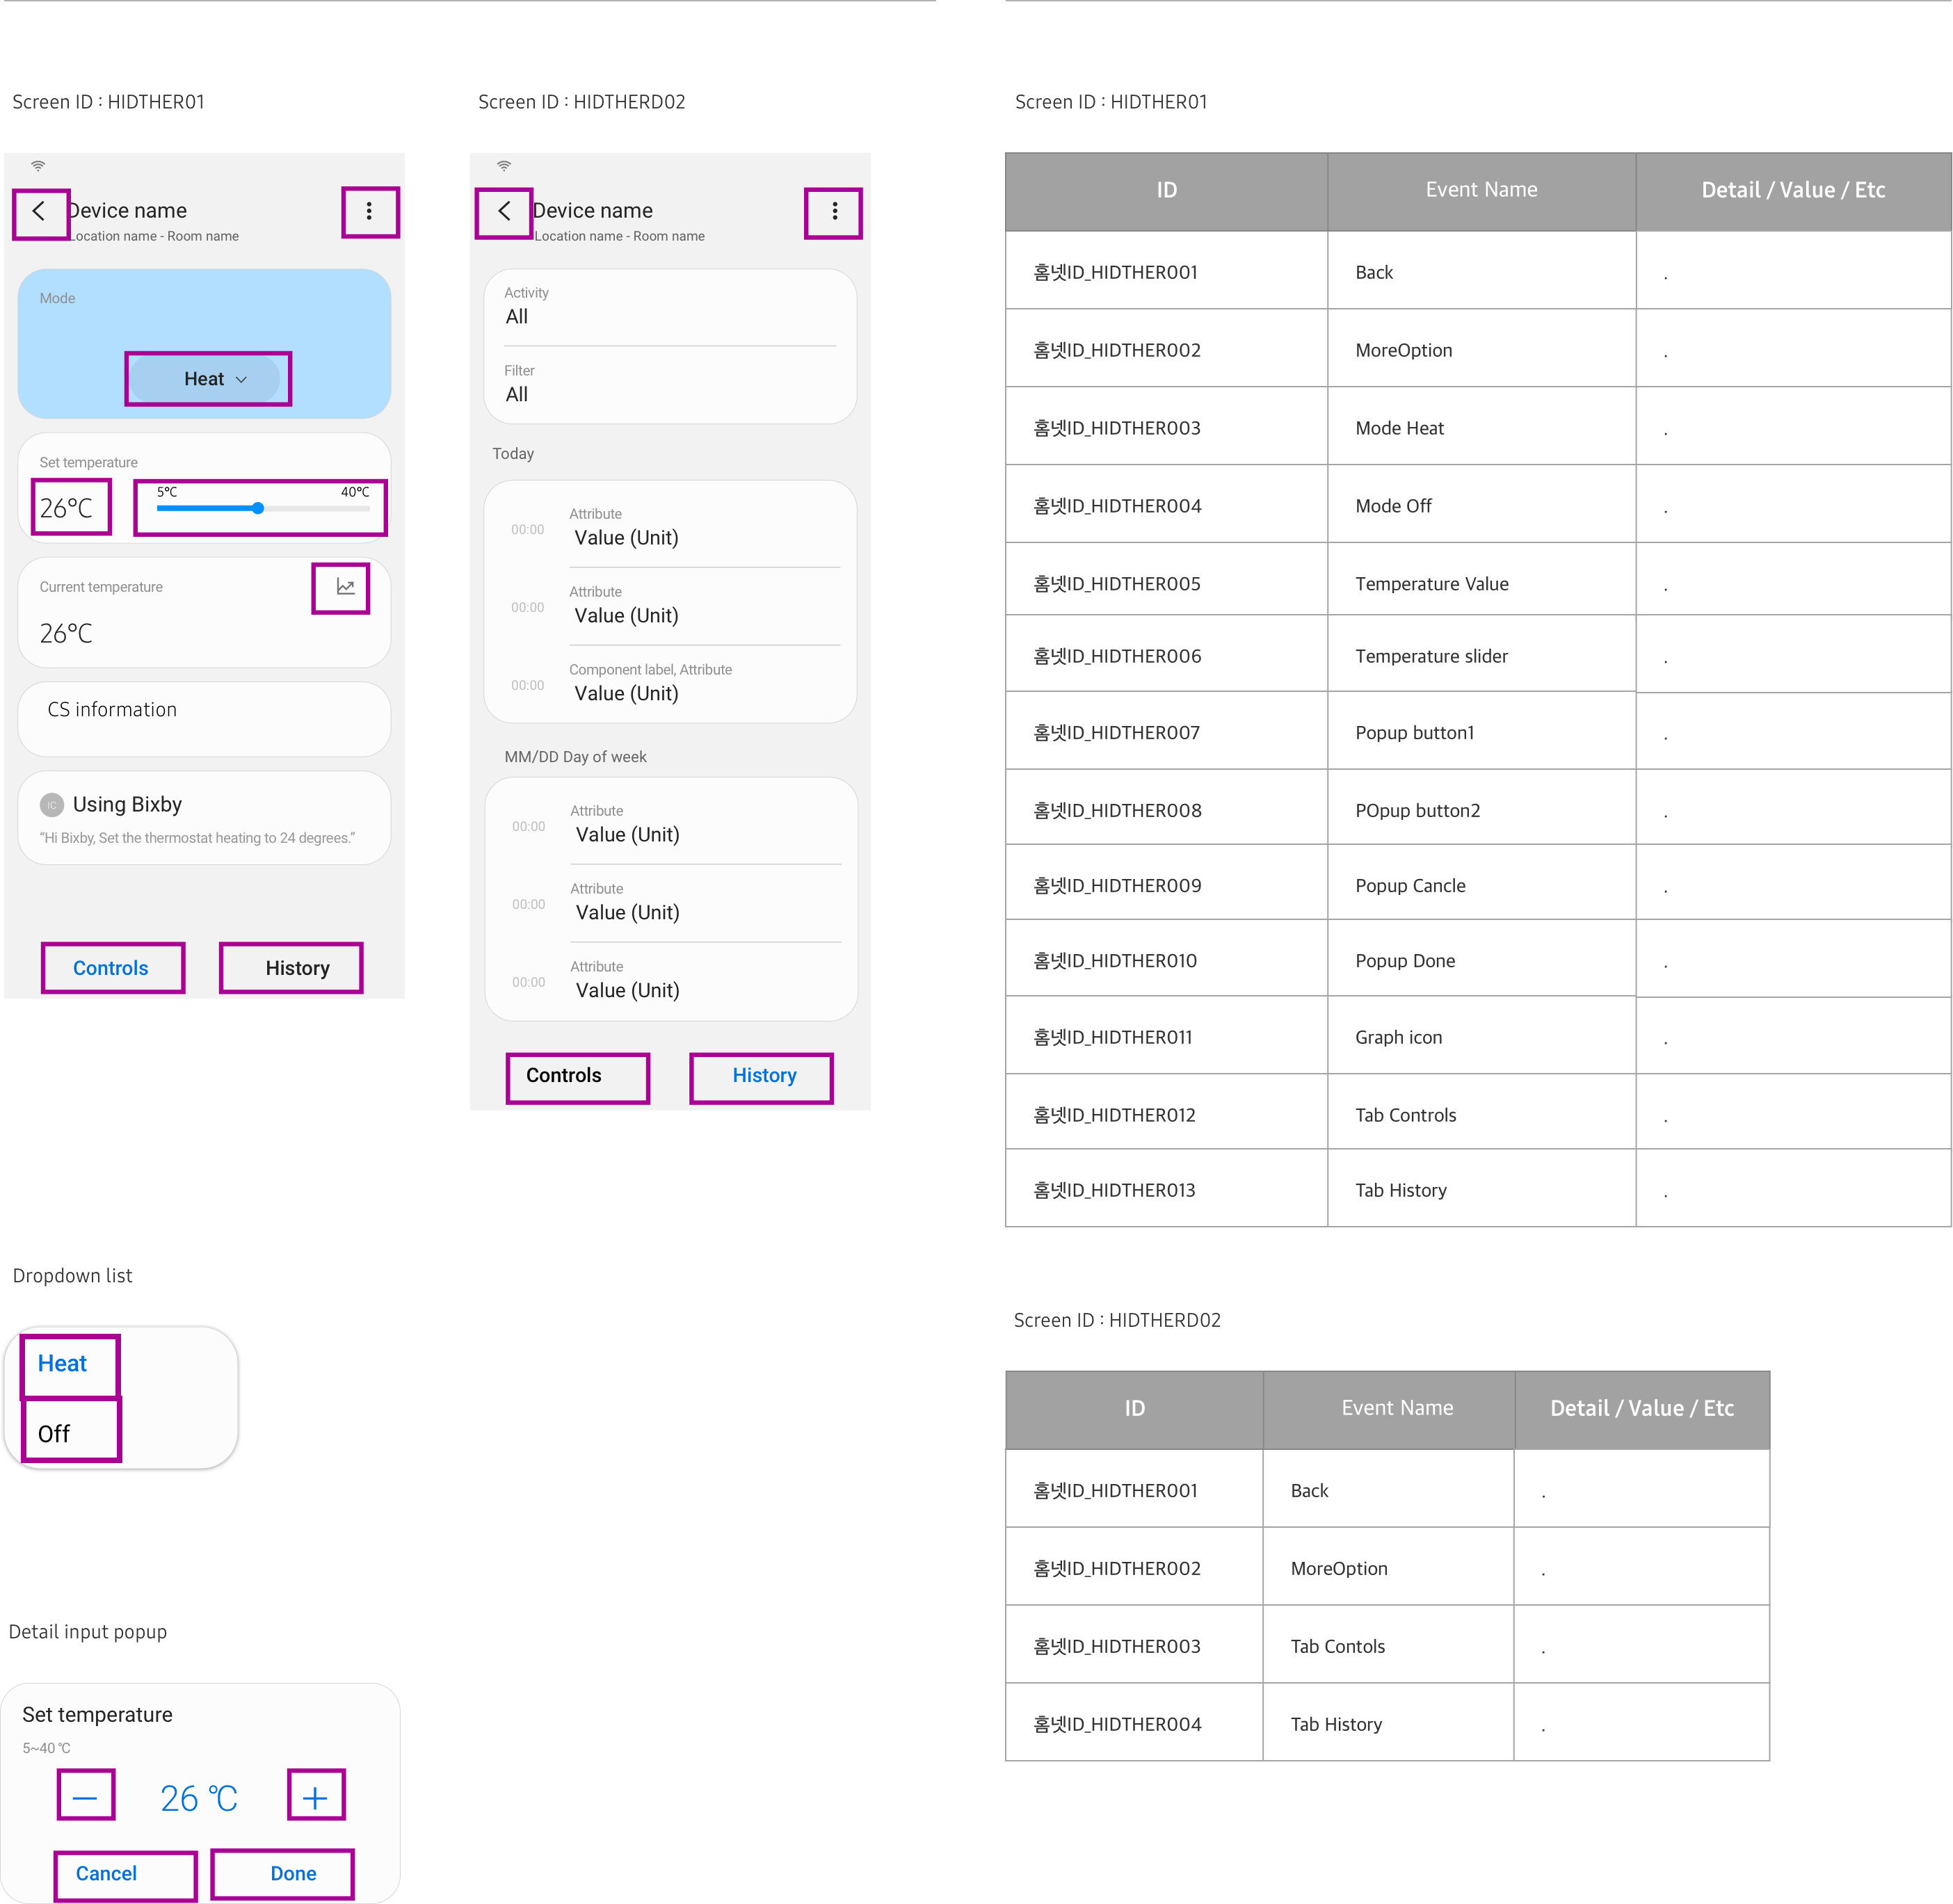 Screen ID : HIDTHER01
Device name
Location name - Room name
Mode
Heat
Set temperature
26°C
5℃
40℃
Current temperature
26°C
CS information
IC
Using Bixby
“Hi Bixby, Set the thermostat heating to 24 degrees.”
Controls
History
Screen ID : HIDTHERD02
Device name
Location name - Room name
Activity
All
Filter
All
Today
00:00
Attribute
Value (Unit)
00:00
Attribute
Value (Unit)
00:00
Component label, Attribute
Value (Unit)
MM/DD Day of week
00:00
Attribute
Value (Unit)
00:00
Attribute
Value (Unit)
00:00
Attribute
Value (Unit)
Controls
History
Dropdown list
Heat
Off
Detail input popup
Set temperature
5~40 ℃
26 ℃
Cancel
Done
Screen ID : HIDTHER01
ID Event Name Detail / Value / Etc
홈넷ID_HIDTHER001 Back .
홈넷ID_HIDTHER002 MoreOption .
홈넷ID_HIDTHER003 Mode Heat .
홈넷ID_HIDTHER004 Mode Off .
홈넷ID_HIDTHER005 Temperature Value .
홈넷ID_HIDTHER006 Temperature slider .
홈넷ID_HIDTHER007 Popup button1 .
홈넷ID_HIDTHER008 POpup button2 .
홈넷ID_HIDTHER009 Popup Cancle .
홈넷ID_HIDTHER010 Popup Done .
홈넷ID_HIDTHER011 Graph icon .
홈넷ID_HIDTHER012 Tab Controls .
홈넷ID_HIDTHER013 Tab History .
Screen ID : HIDTHERD02
ID Event Name Detail / Value / Etc
홈넷ID_HIDTHER001 Back .
홈넷ID_HIDTHER002 MoreOption .
홈넷ID_HIDTHER003 Tab Contols .
홈넷ID_HIDTHER004 Tab History .